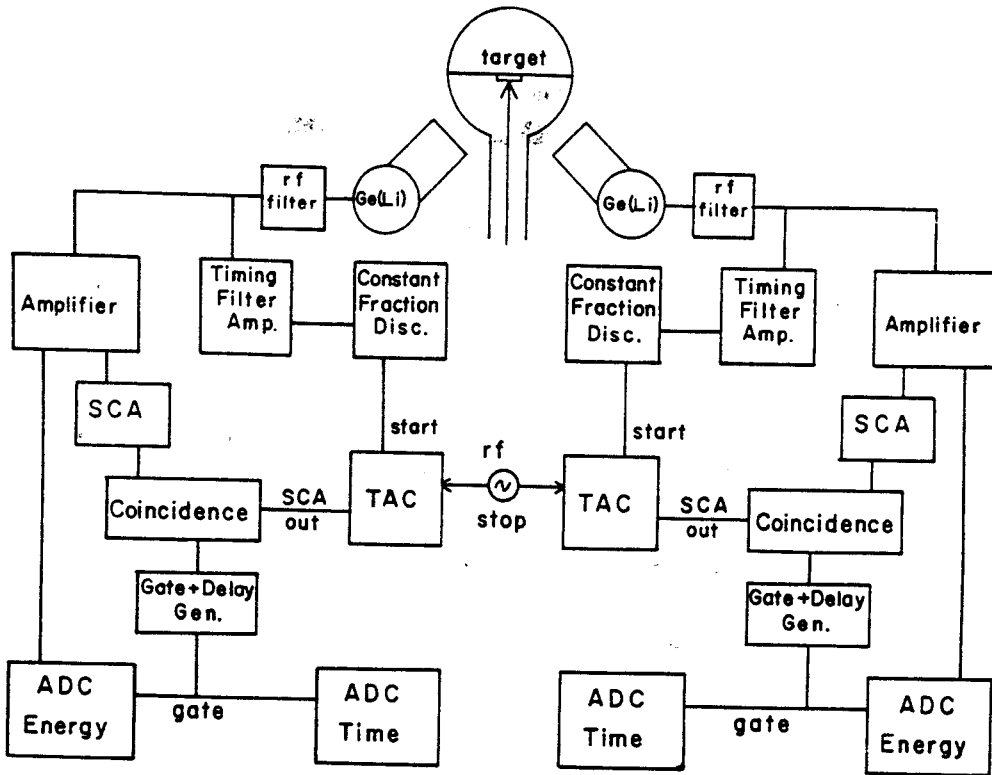 target
rf
filter
Ge(Li)
Ge(Li)
rf
filter
Amplifier
Timing
Filter
Amp.
Constant
Fraction
Disc.
Constant
Fraction
Disc.
Timing
Filter
Amp.
Amplifier
SCA
start
rf
start
SCA
Coincidence
SCA
out
TAC
stop
TAC
SCA
out
Coincidence
Gate+Delay
Gen.
Gate+Delay
Gen.
ADC
Energy
gate
ADC
Time
ADC
Time
gate
ADC
Energy